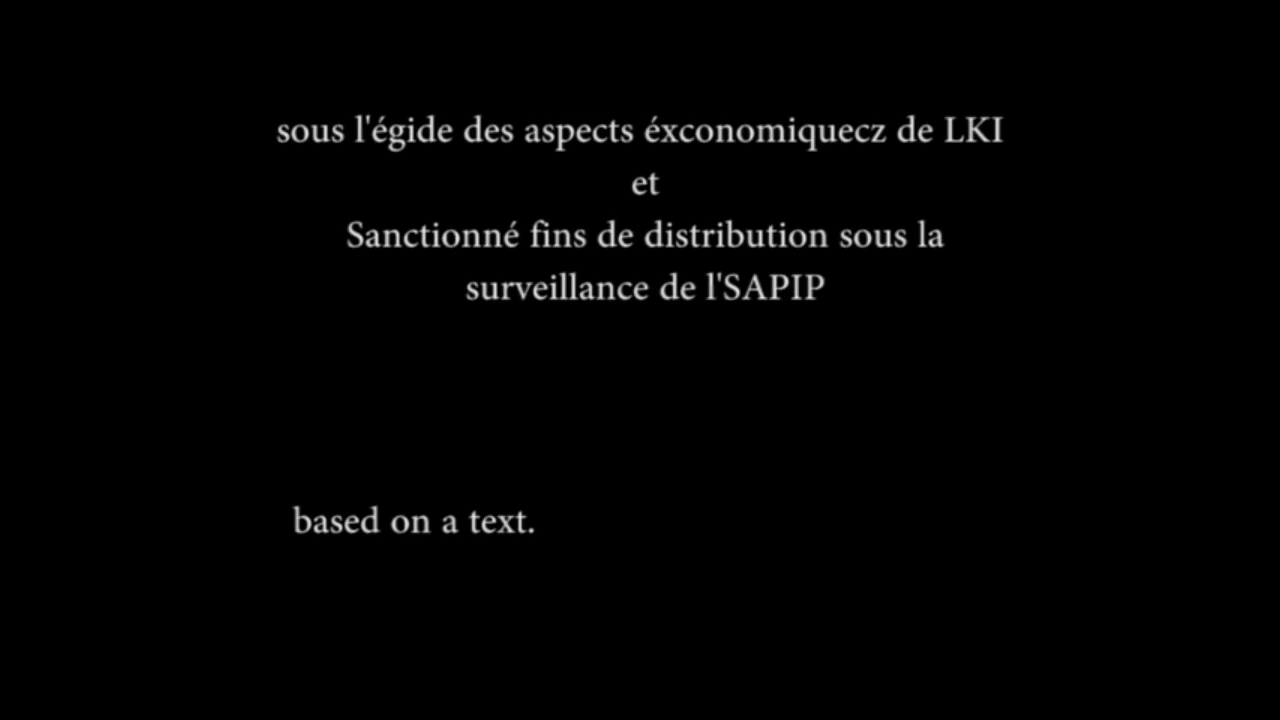 sous l'égide des aspects éxconomiquecz de LKI
et
Sanctionné fins de distribution sous la
surveillance de l'SAPIP
based on a text.